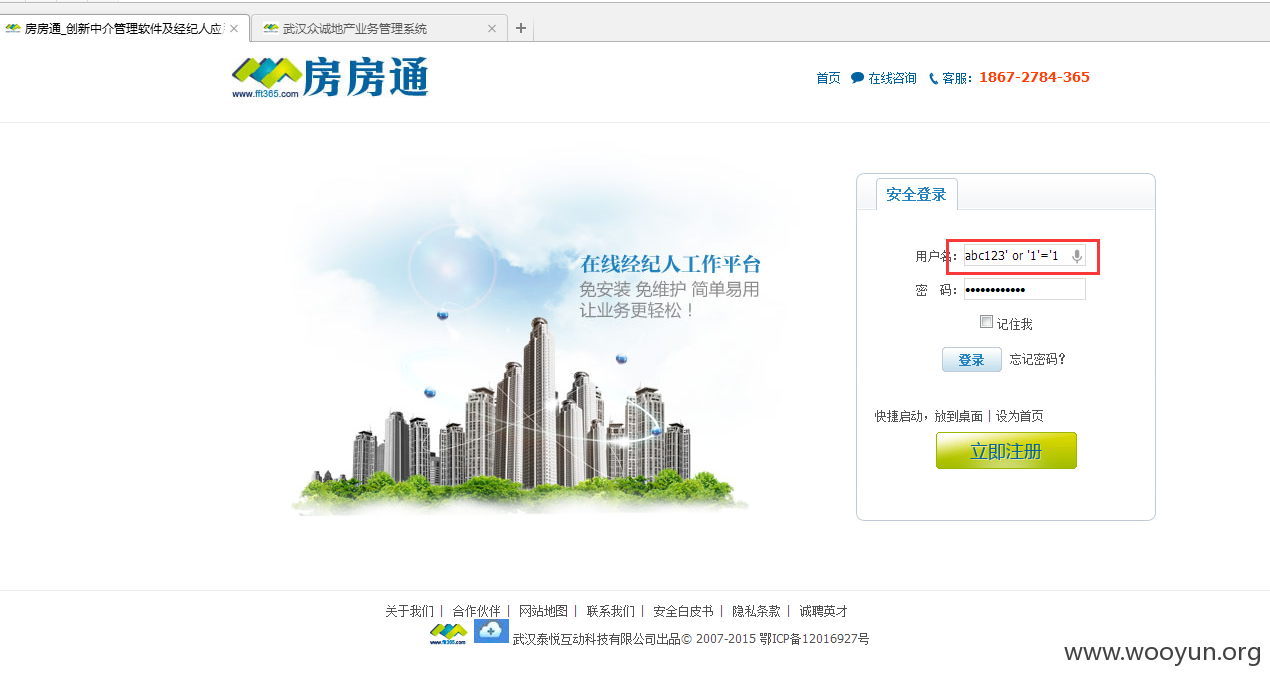 房房通_创新中介管理软件及经纪人应
武汉众诚地产业务管理系统
房房通
www.fft365.com
首页 在线咨询 客服：1867-2784-365
安全登录
用户名： abc123' or '1'='1
密 码： ••••••••••••
记住我
登录 忘记密码？
在线经纪人工作平台
免安装 免维护 简单易用
让业务更轻松！
快捷启动，放到桌面 | 设为首页
立即注册
关于我们 | 合作伙伴 | 网站地图 | 联系我们 | 安全白皮书 | 隐私条款 | 诚聘英才
www.fft365.com 武汉泰悦互动科技有限公司出品© 2007-2015 鄂ICP备12016927号
www.wooyun.org